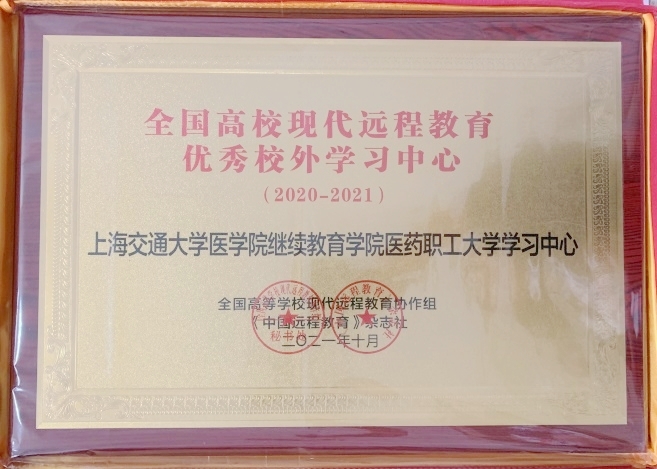 全国高校现代远程教育
优秀校外学习中心
（2020-2021）
上海交通大学医学院继续教育学院医药职工大学学习中心
全国高等学校现代远程教育协作组
《中国远程教育》杂志社
二〇二一年十月
秘书处